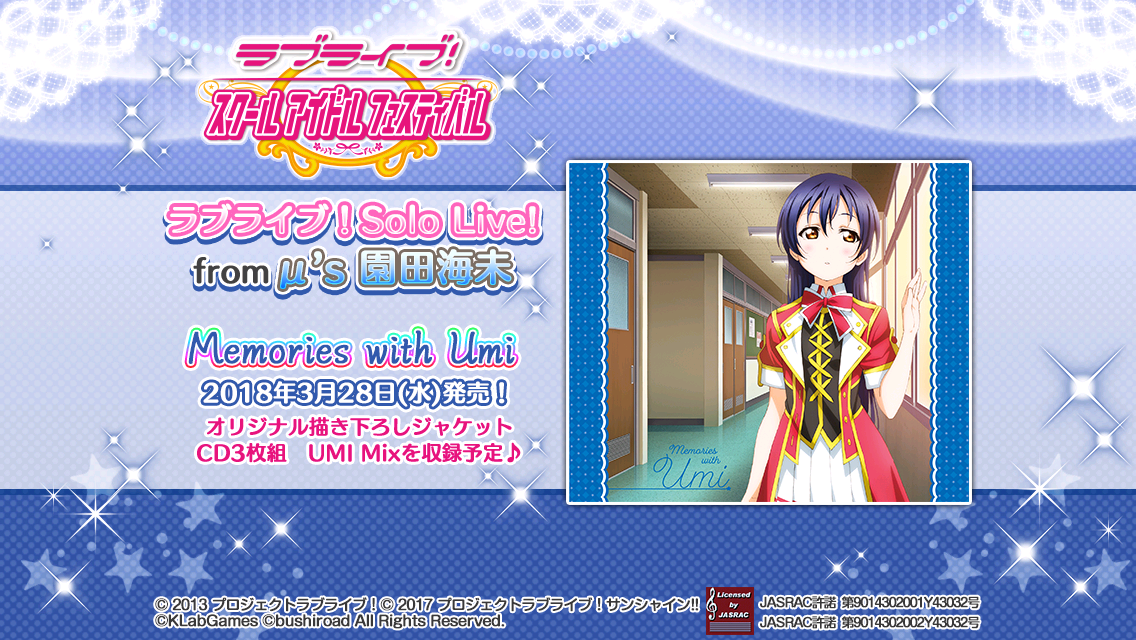 ラブライブ!
スクールアイドルフェスティバル
ラブライブ!Solo Live!
from μ's 園田海未
Memories with Umi
2018年3月28日(水)発売!
オリジナル描き下ろしジャケット
CD3枚組 UMI Mixを収録予定♪
Memories
with
Umi
© 2013 プロジェクトラブライブ!© 2017 プロジェクトラブライブ!サンシャイン!!
©KLabGames ©bushiroad All Rights Reserved.
Licensed
by
JASRAC
JASRAC許諾 第9014302001Y43032号
JASRAC許諾 第9014302002Y43032号